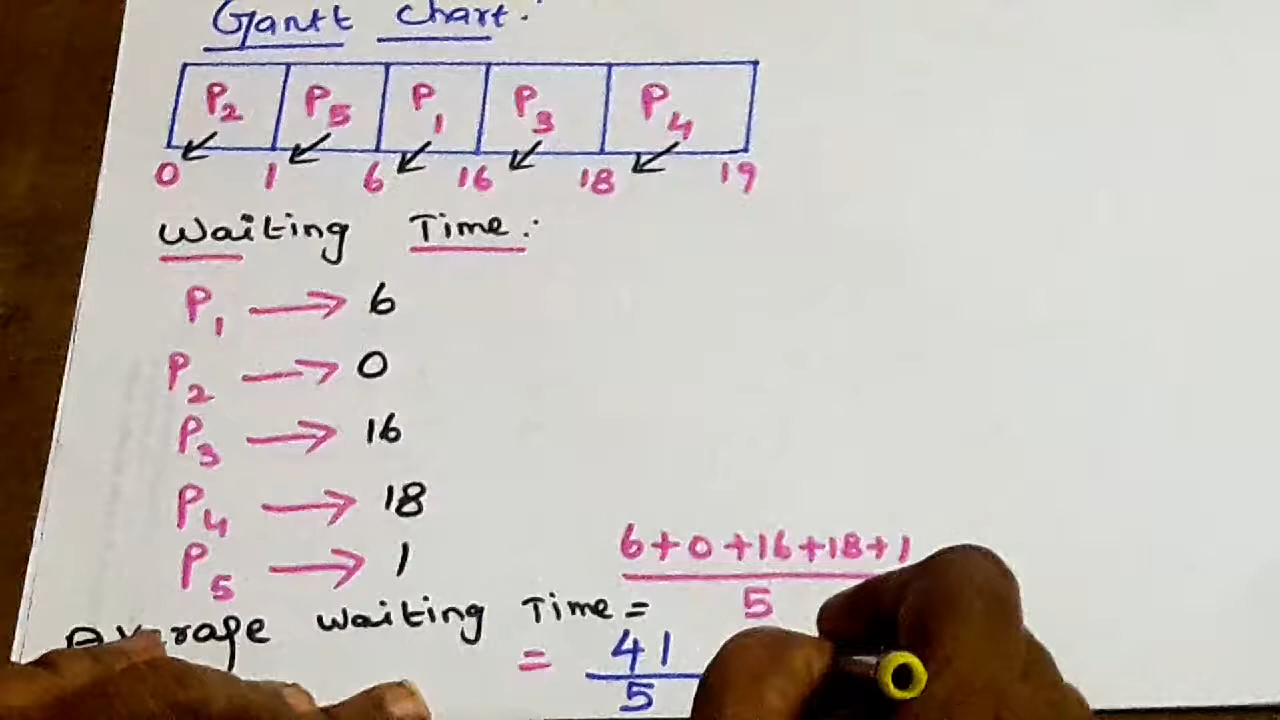 Gantt Chart:
P2 P5 P1 P3 P4
0 1 6 16 18 19
Waiting Time:
P1 → 6
P2 → 0
P3 → 16
P4 → 18
P5 → 1
6+0+16+18+1
Average Waiting Time =
5
= 41
5